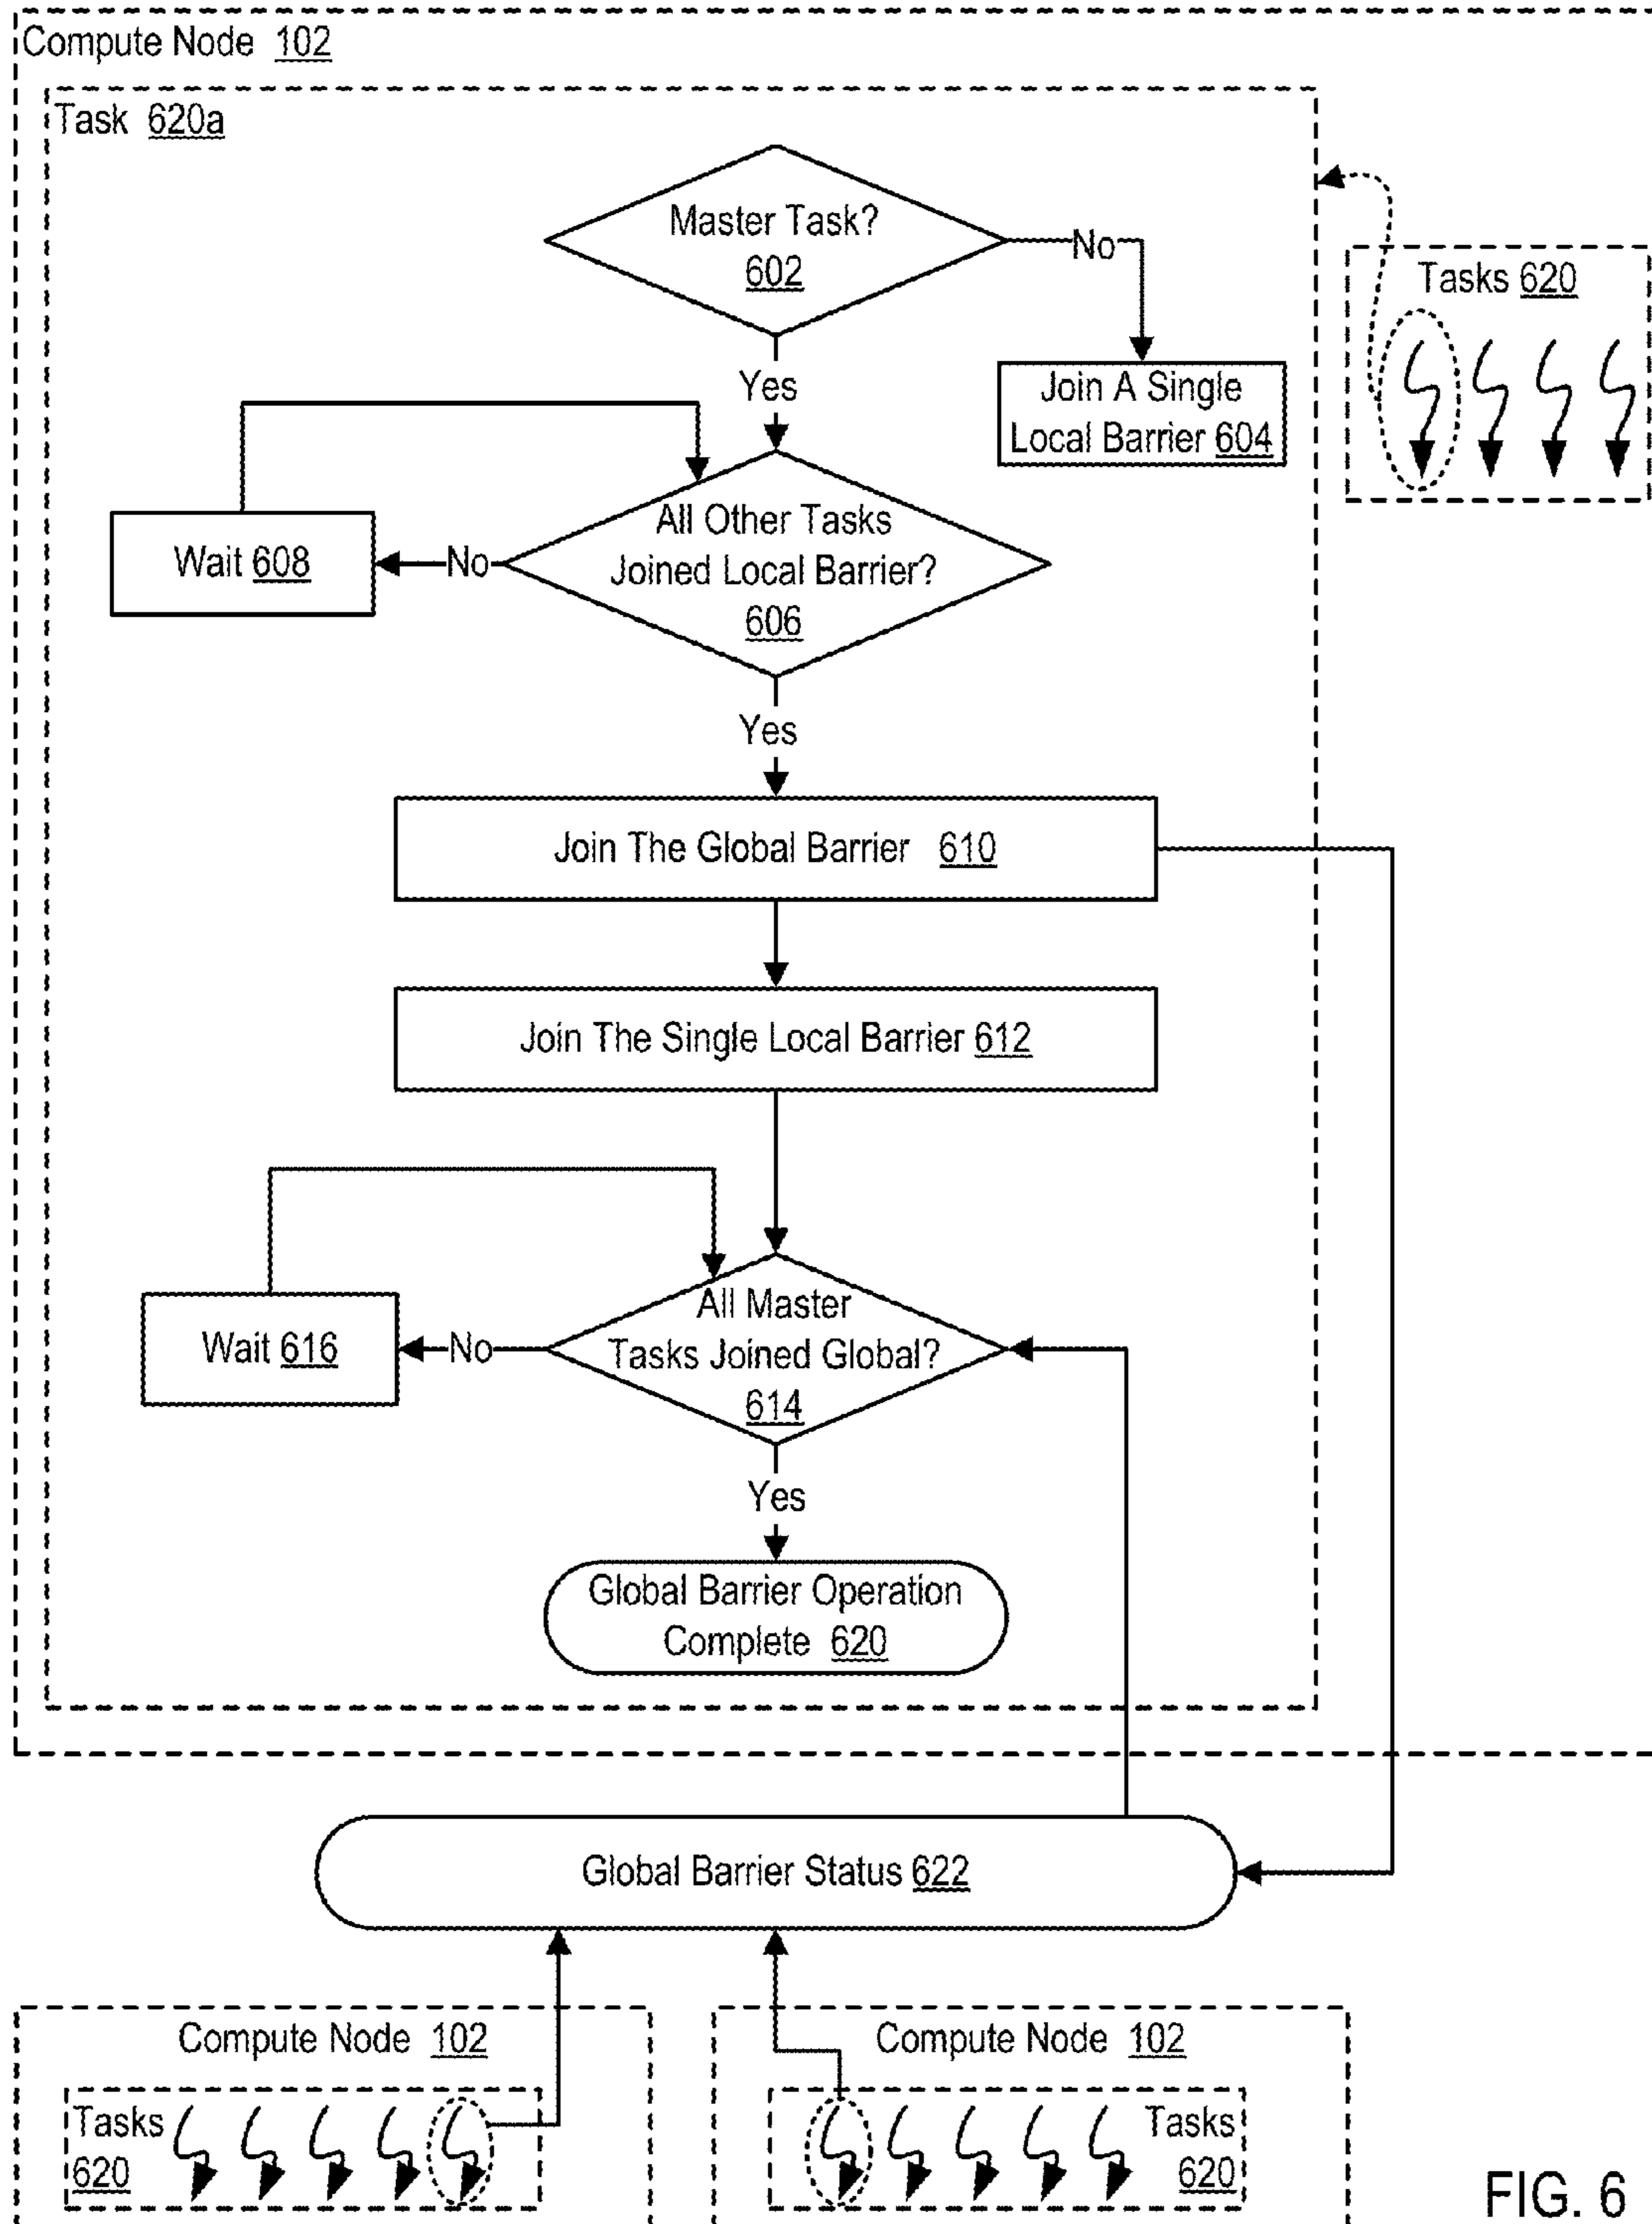 Compute Node 102
Task 620a
Master Task?
602
No
Tasks 620
Yes
Join A Single
Local Barrier 604
All Other Tasks
Joined Local Barrier?
606
No
Wait 608
Yes
Join The Global Barrier 610
Join The Single Local Barrier 612
All Master
Tasks Joined Global?
614
No
Wait 616
Yes
Global Barrier Operation
Complete 620
Global Barrier Status 622
Compute Node 102
Tasks
620
Compute Node 102
Tasks
620
FIG. 6